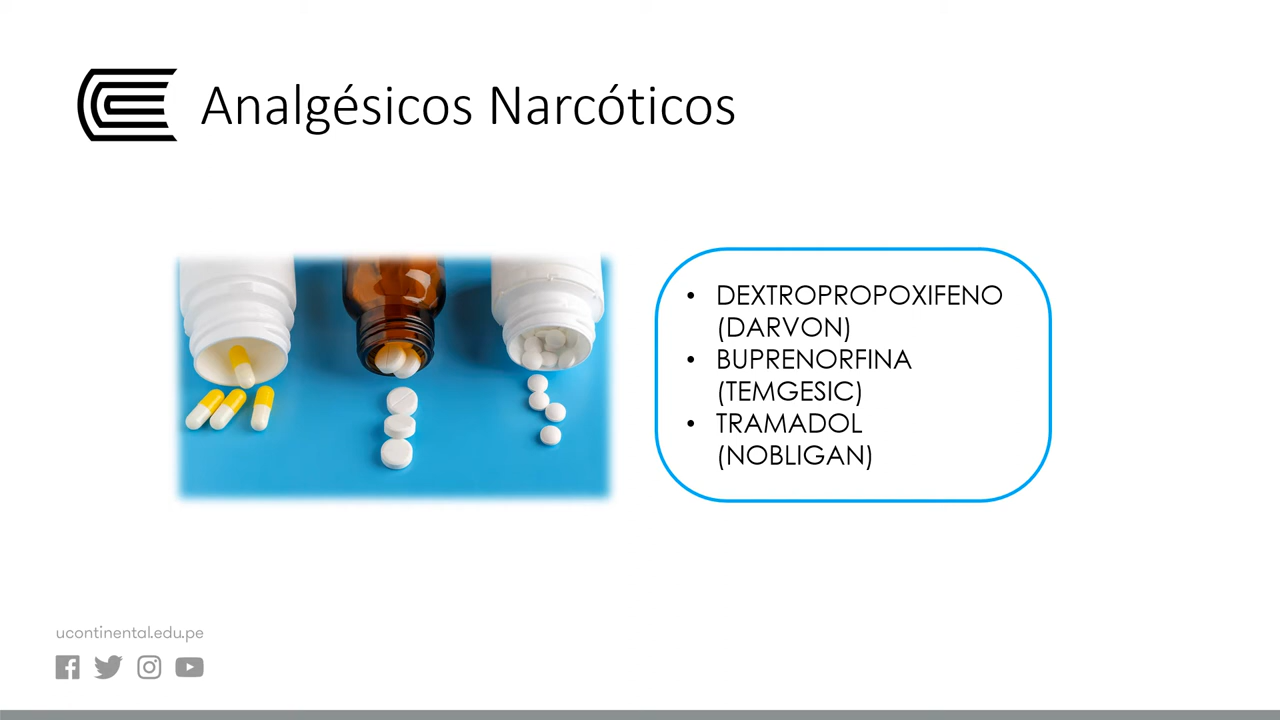 Analgésicos Narcóticos
• DEXTROPROPOXIFENO
(DARVON)
• BUPRENORFINA
(TEMGESIC)
• TRAMADOL
(NOBLIGAN)
ucontinental.edu.pe